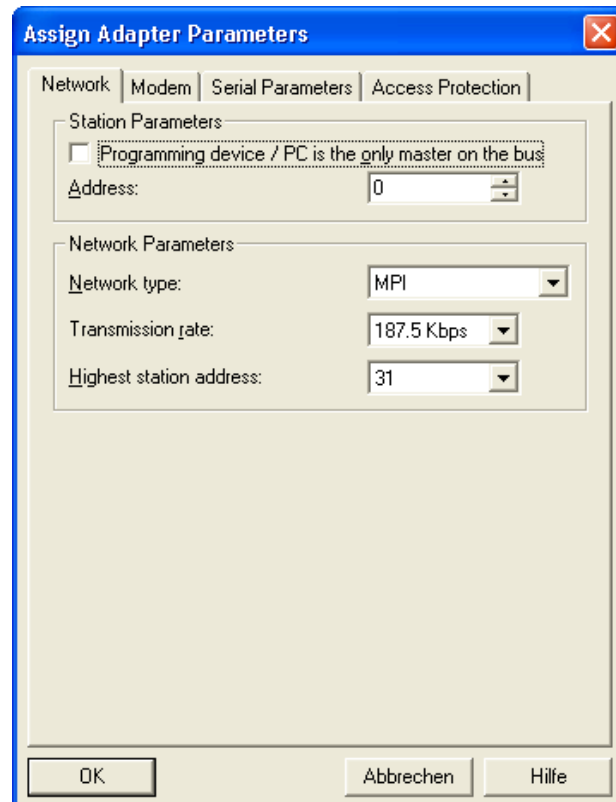 Assign Adapter Parameters
Network Modem Serial Parameters Access Protection
Station Parameters
Programming device / PC is the only master on the bus
Address: 0
Network Parameters
Network type: MPI
Transmission rate: 187.5 Kbps
Highest station address: 31
OK Abbrechen Hilfe